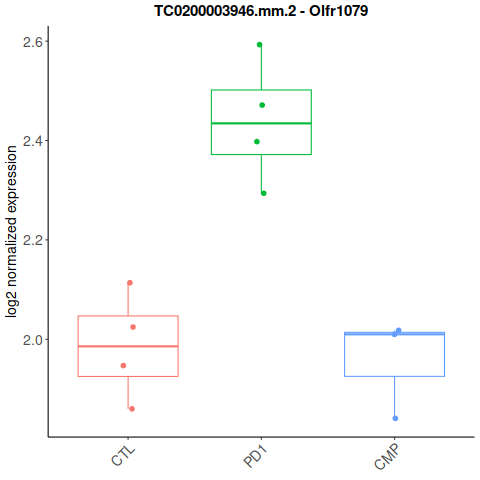 TC0200003946.mm.2 - Olfr1079
log2 normalized expression
2.6
2.4
2.2
2.0
CTL
PD1
CMP